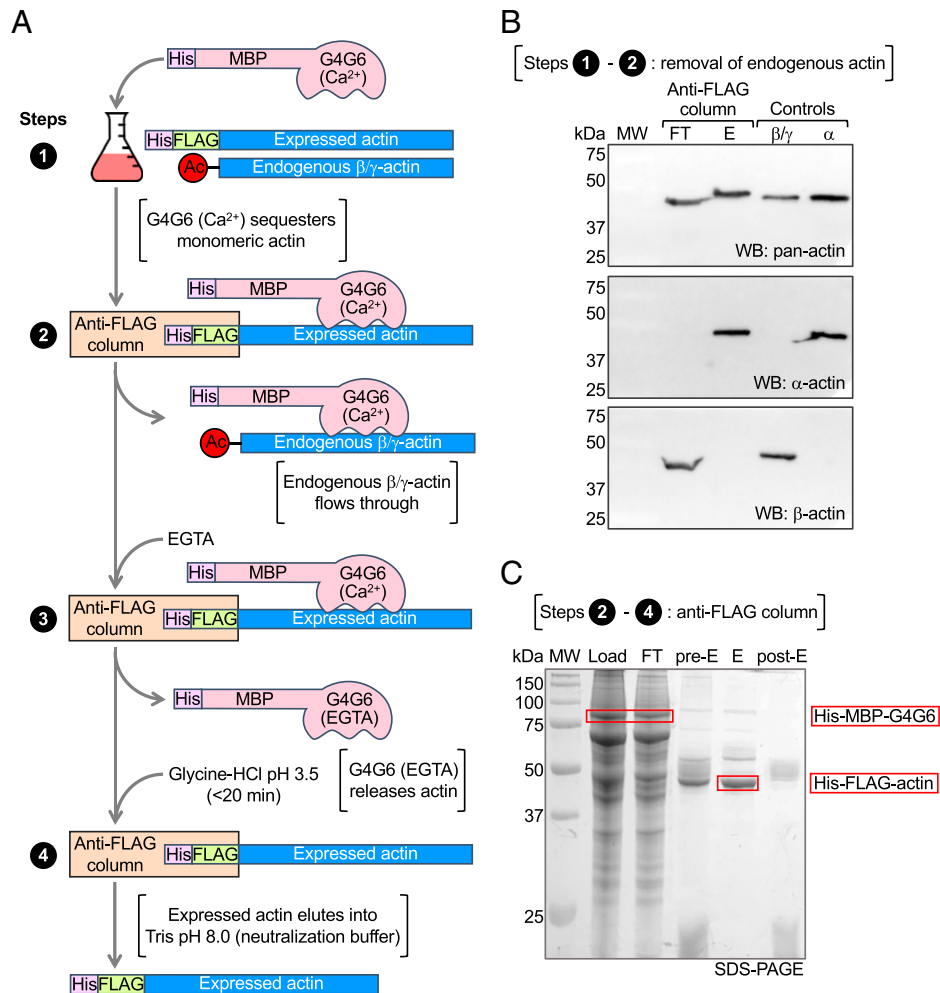 A
His MBP G4G6
(Ca2+)
Steps
1
His FLAG Expressed actin
Ac Endogenous β/γ-actin
G4G6 (Ca2+) sequesters
monomeric actin
His MBP G4G6
(Ca2+)
2
Anti-FLAG
column
His FLAG Expressed actin
His MBP G4G6
(Ca2+)
Ac Endogenous β/γ-actin
Endogenous β/γ-actin
flows through
EGTA
His MBP G4G6
(Ca2+)
3
Anti-FLAG
column
His FLAG Expressed actin
His MBP G4G6
(EGTA)
Glycine-HCl pH 3.5
(<20 min)
G4G6 (EGTA)
releases actin
4
Anti-FLAG
column
His FLAG Expressed actin
Expressed actin elutes into
Tris pH 8.0 (neutralization buffer)
His FLAG Expressed actin
B
[Steps 1 - 2 : removal of endogenous actin]
Anti-FLAG
column
Controls
kDa MW FT E β/γ α
75
50
37
25
WB: pan-actin
75
50
37
25
WB: α-actin
75
50
37
25
WB: β-actin
C
[Steps 2 - 4 : anti-FLAG column]
kDa MW Load FT pre-E E post-E
150
100
75
50
37
25
His-MBP-G4G6
His-FLAG-actin
SDS-PAGE